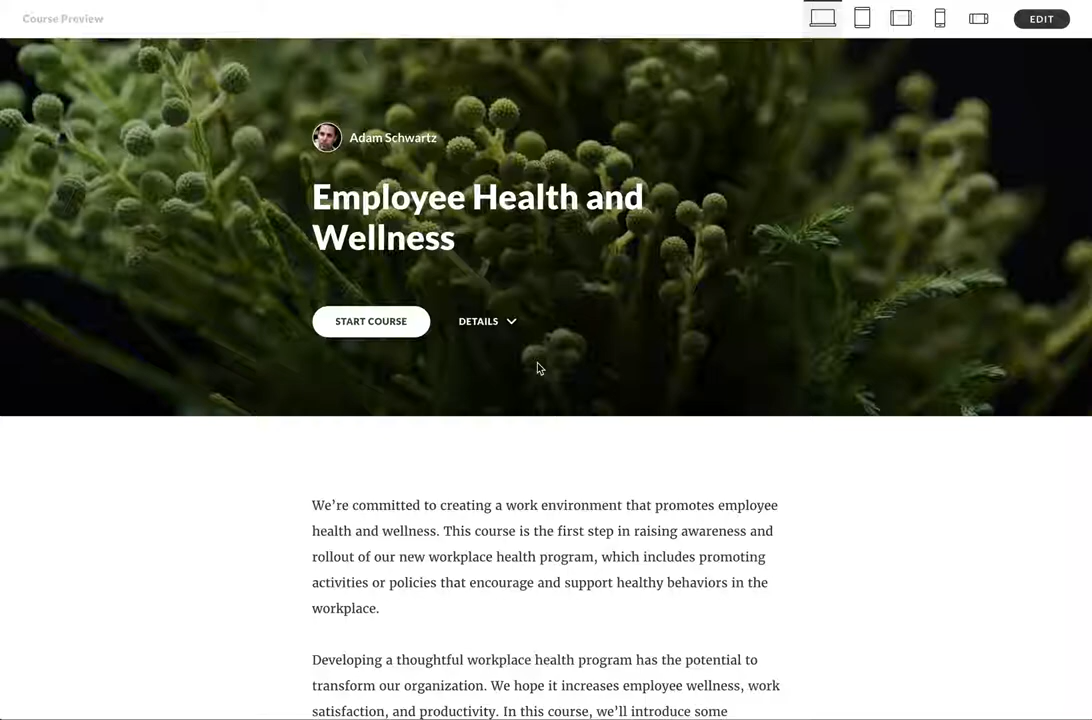 Course Preview
EDIT
Adam Schwartz
Employee Health and
Wellness
START COURSE
DETAILS
We’re committed to creating a work environment that promotes employee
health and wellness. This course is the first step in raising awareness and
rollout of our new workplace health program, which includes promoting
activities or policies that encourage and support healthy behaviors in the
workplace.
Developing a thoughtful workplace health program has the potential to
transform our organization. We hope it increases employee wellness, work
satisfaction, and productivity. In this course, we’ll introduce some